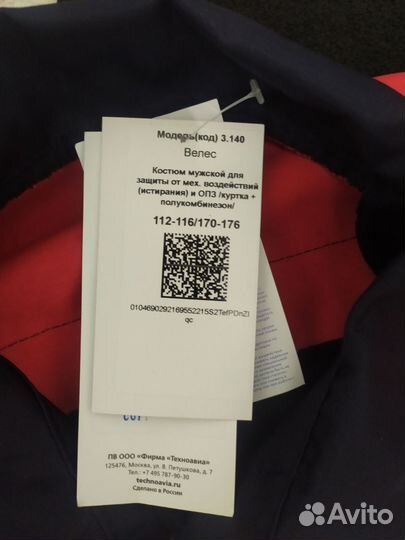 Модель(код) 3.140
Велес
Костюм мужской для
защиты от мех. воздействий
(истирания) и ОПЗ /куртка +
полукомбинезон/
112-116/170-176
0104690292169552215S2TefPDnZl
qc
ПВ ООО «Фирма «Техноавиа»
125476, Москва, ул. В. Петушкова, д. 7
Тел.: +7 495 787-90-30
technoavia.ru
Сделано в России
Avito